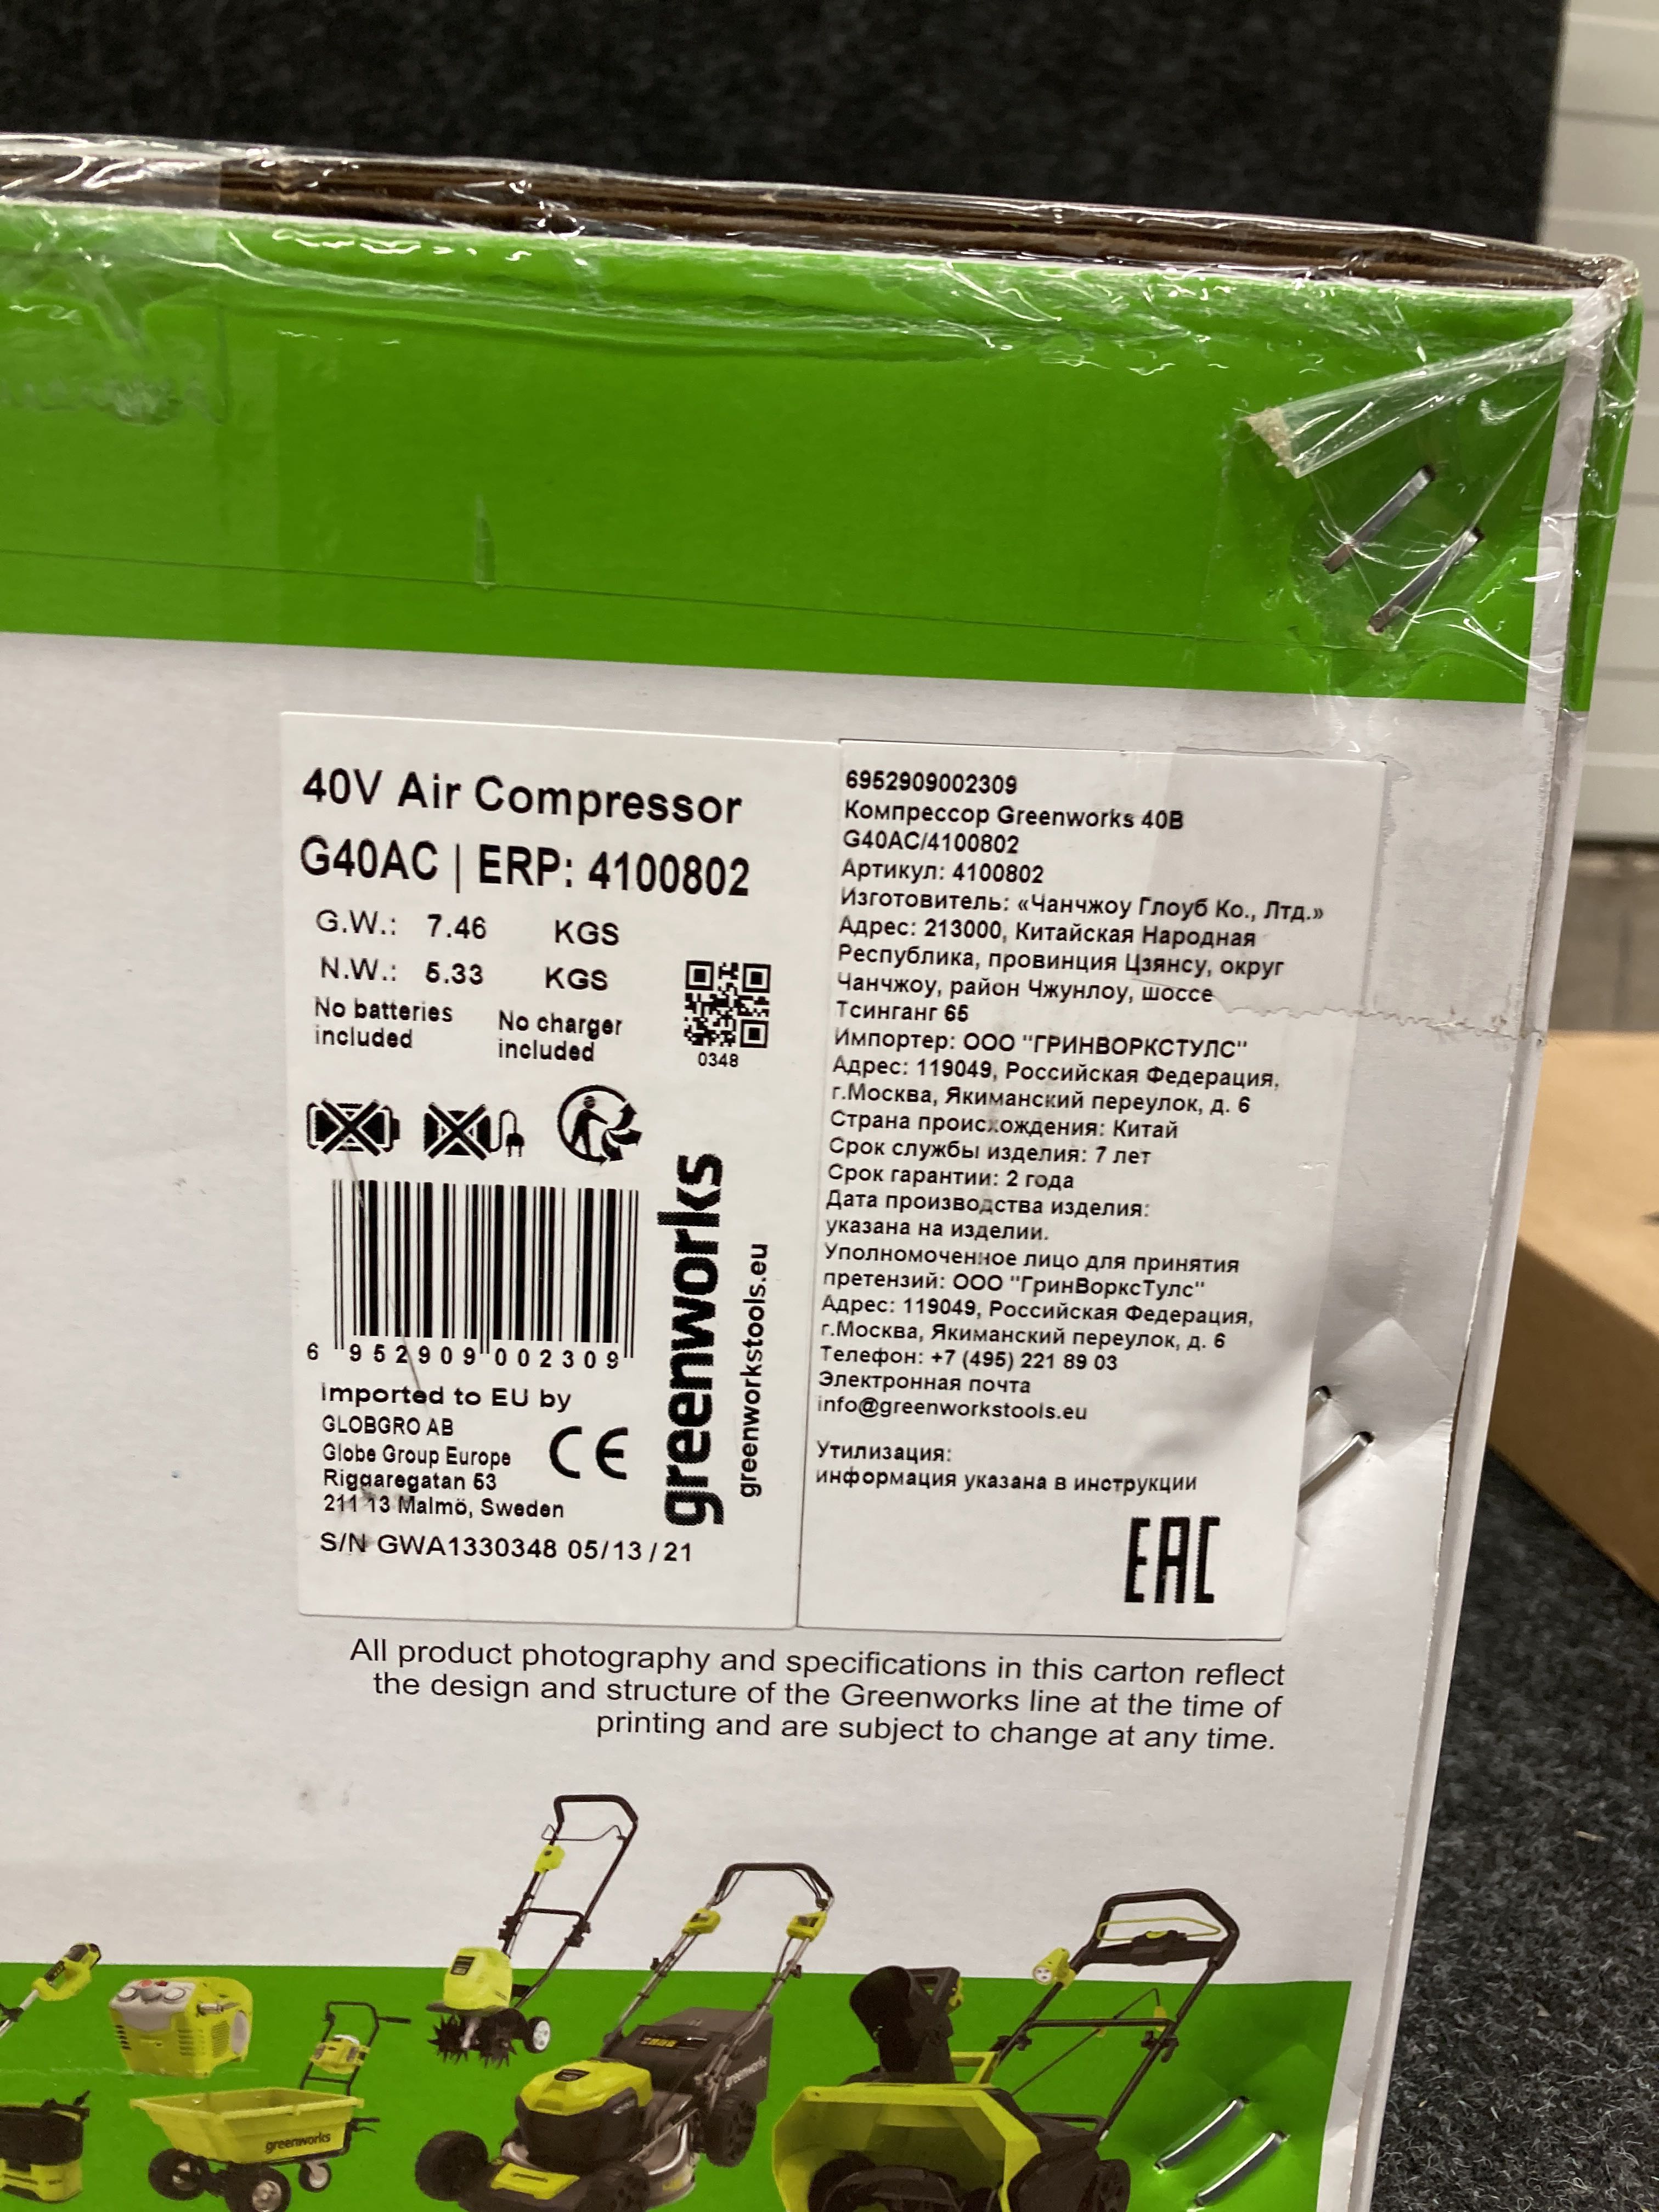 40V Air Compressor
G40AC | ERP: 4100802
G.W.: 7.46 KGS
N.W.: 5.33 KGS
No batteries
included
No charger
included
0348
6 952909 002309
Imported to EU by
GLOBGRO AB
Globe Group Europe
Riggaregatan 53
211 13 Malmö, Sweden
CE
S/N GWA1330348 05/13/21
greenworks
greenworkstools.eu
6952909002309
Компрессор Greenworks 40В
G40AC/4100802
Артикул: 4100802
Изготовитель: «Чанчжоу Глоуб Ко., Лтд.»
Адрес: 213000, Китайская Народная
Республика, провинция Цзянсу, округ
Чанчжоу, район Чжунлоу, шоссе
Тсинганг 65
Импортер: ООО "ГРИНВОРКСТУЛС"
Адрес: 119049, Российская Федерация,
г.Москва, Якиманский переулок, д. 6
Страна происхождения: Китай
Срок службы изделия: 7 лет
Срок гарантии: 2 года
Дата производства изделия:
указана на изделии.
Уполномоченное лицо для принятия
претензий: ООО "ГринВорксТулс"
Адрес: 119049, Российская Федерация,
г.Москва, Якиманский переулок, д. 6
Телефон: +7 (495) 221 89 03
Электронная почта
info@greenworkstools.eu
Утилизация:
информация указана в инструкции
EAC
All product photography and specifications in this carton reflect
the design and structure of the Greenworks line at the time of
printing and are subject to change at any time.
greenworks
greenworks